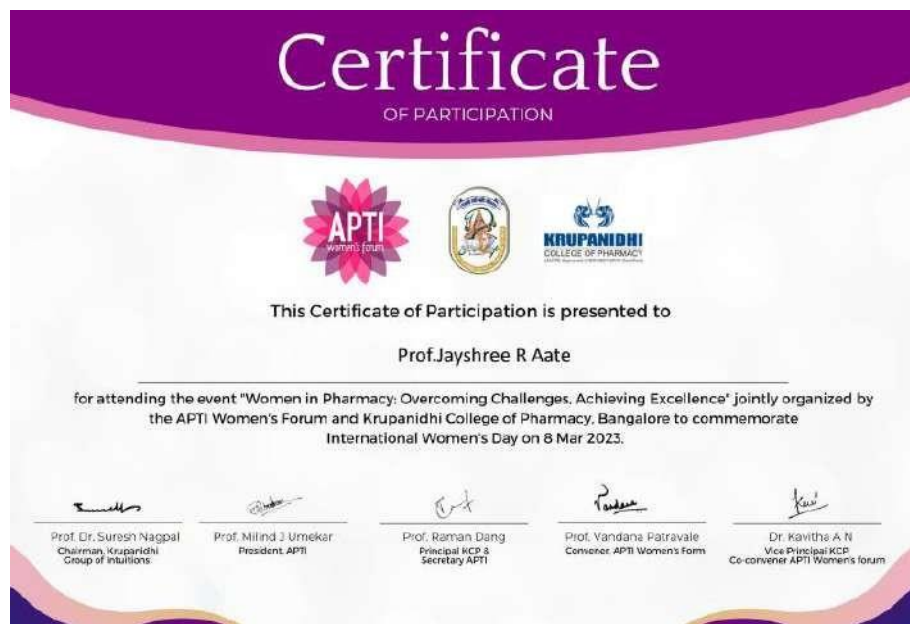 Certificate
OF PARTICIPATION
APTI
women's forum
KRUPANIDHI
COLLEGE OF PHARMACY
This Certificate of Participation is presented to
Prof.Jayshree R Aate
for attending the event "Women in Pharmacy: Overcoming Challenges, Achieving Excellence" jointly organized by
the APTI Women's Forum and Krupanidhi College of Pharmacy, Bangalore to commemorate
International Women's Day on 8 Mar 2023.
Prof. Dr. Suresh Nagpal
Chairman, Krupanidhi
Group of Intuitions
Prof. Milind J Umekar
President, APTI
Prof. Raman Dang
Principal KCP &
Secretary APTI
Prof. Vandana Patravale
Convener, APTI Women's Form
Dr. Kavitha A N
Vice Principal KCP
Co-convener APTI Women's forum